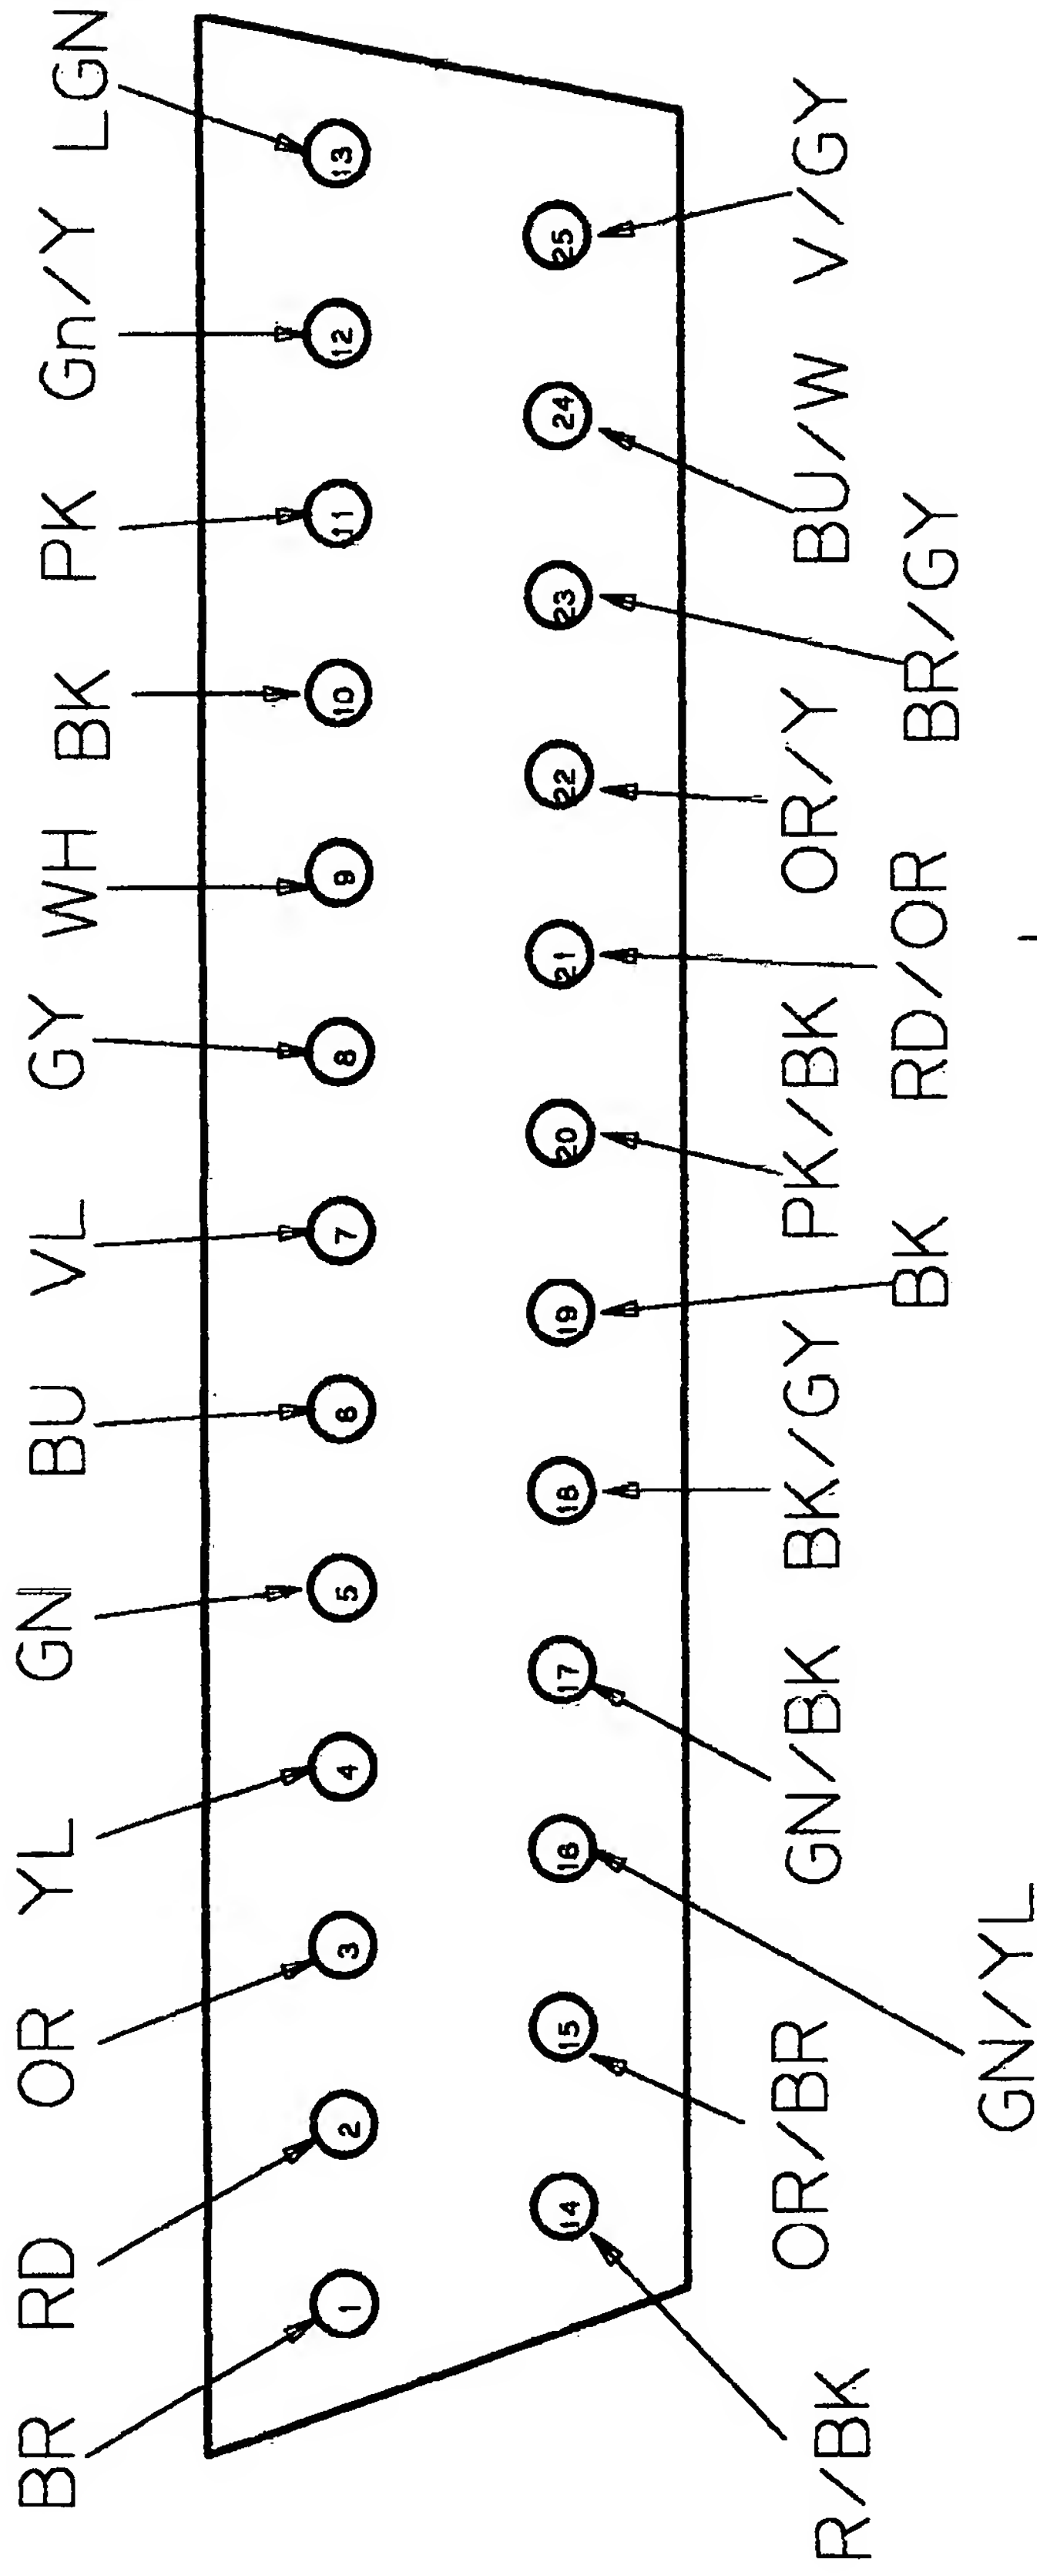 BR RD OR YL GN BU VL GY WH BK PK Gn/Y LGN
1 2 3 4 5 6 7 8 9 10 11 12 13
14 15 16 17 18 19 20 21 22 23 24 25
R/BK OR/BR GN/BK BK/GY PK/BK OR/Y BU/W V/GY
GN/YL BK RD/OR BR/GY